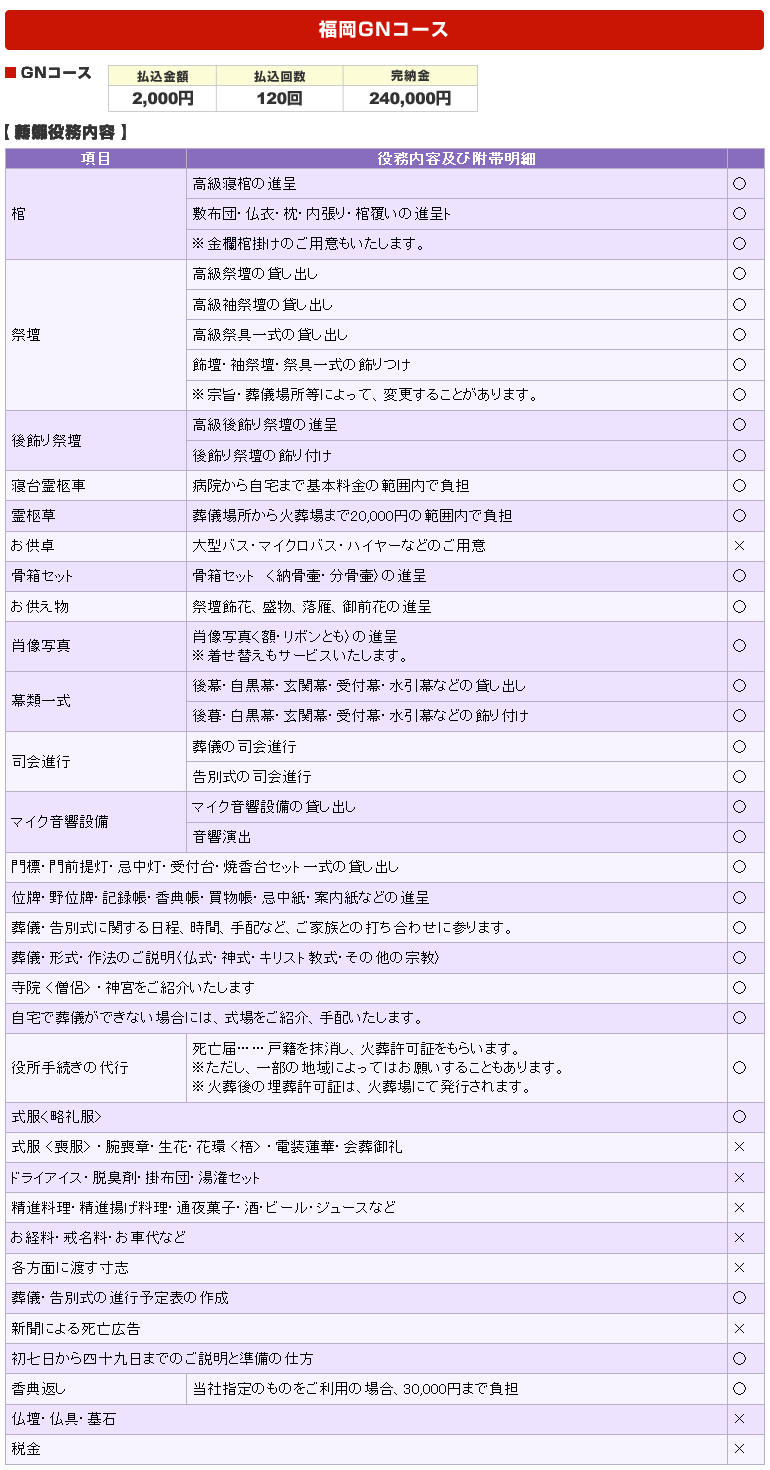 福岡GNコース
■ GNコース
払込金額 払込回数 完納金
2,000円 120回 240,000円
役務内容 】
項目 役務内容及び附帯明細
棺 高級寝棺の進呈 ○
敷布団・仏衣・枕・内張り・棺覆いの進呈ト ○
※金欄棺掛けのご用意もいたします。 ○
祭壇 高級祭壇の貸し出し ○
高級袖祭壇の貸し出し ○
高級祭具一式の貸し出し ○
飾壇・袖祭壇・祭具一式の飾りつけ ○
※宗旨・葬儀場所等によって、変更することがあります。 ○
後飾り祭壇 高級後飾り祭壇の進呈 ○
後飾り祭壇の飾り付け ○
寝台霊柩車 病院から自宅まで基本料金の範囲内で負担 ○
霊柩草 葬儀場所から火葬場まで20,000円の範囲内で負担 ○
お供卓 大型バス・マイクロバス・ハイヤーなどのご用意 ×
骨箱セット 骨箱セット 〈納骨壷・分骨壷〉の進呈 ○
お供え物 祭壇飾花、盛物、落雁、御前花の進呈 ○
肖像写真 肖像写真〈額・リボンとも〉の進呈 ○
※着せ替えもサービスいたします。
幕類一式 後幕・自黒幕・玄関幕・受付幕・水引幕などの貸し出し ○
後暮・白黒幕・玄関幕・受付幕・水引幕などの飾り付け ○
司会進行 葬儀の司会進行 ○
告別式の司会進行 ○
マイク音響設備 マイク音響設備の貸し出し ○
音響演出 ○
門標・門前提灯・忌中灯・受付台・焼香台セット一式の貸し出し ○
位牌・野位牌・記録帳・香典帳・買物帳・忌中紙・案内紙などの進呈 ○
葬儀・告別式に関する日程、時間、手配など、ご家族との打ち合わせに参ります。 ○
葬儀・形式・作法のご説明〈仏式・神式・キリスト教式・その他の宗教〉 ○
寺院〈僧侶〉・神宮をご紹介いたします ○
自宅で葬儀ができない場合には、式場をご紹介、手配いたします。 ○
役所手続きの代行 死亡届……戸籍を抹消し、火葬許可証をもらいます。 ○
※ただし、一部の地域によってはお願いすることもあります。
※火葬後の埋葬許可証は、火葬場にて発行されます。
式服〈略礼服〉 ○
式服〈喪服〉・腕喪章・生花・花環〈梧〉・電装蓮華・会葬御礼 ×
ドライアイス・脱臭剤・掛布団・湯潅セット ×
精進料理・精進揚げ料理・通夜菓子・酒・ビール・ジュースなど ×
お経料・戒名料・お車代など ×
各方面に渡す寸志 ×
葬儀・告別式の進行予定表の作成 ○
新聞による死亡広告 ×
初七日から四十九日までのご説明と準備の仕方 ○
香典返し 当社指定のものをご利用の場合、30,000円まで負担 ○
仏壇・仏具・墓石 ×
税金 ×